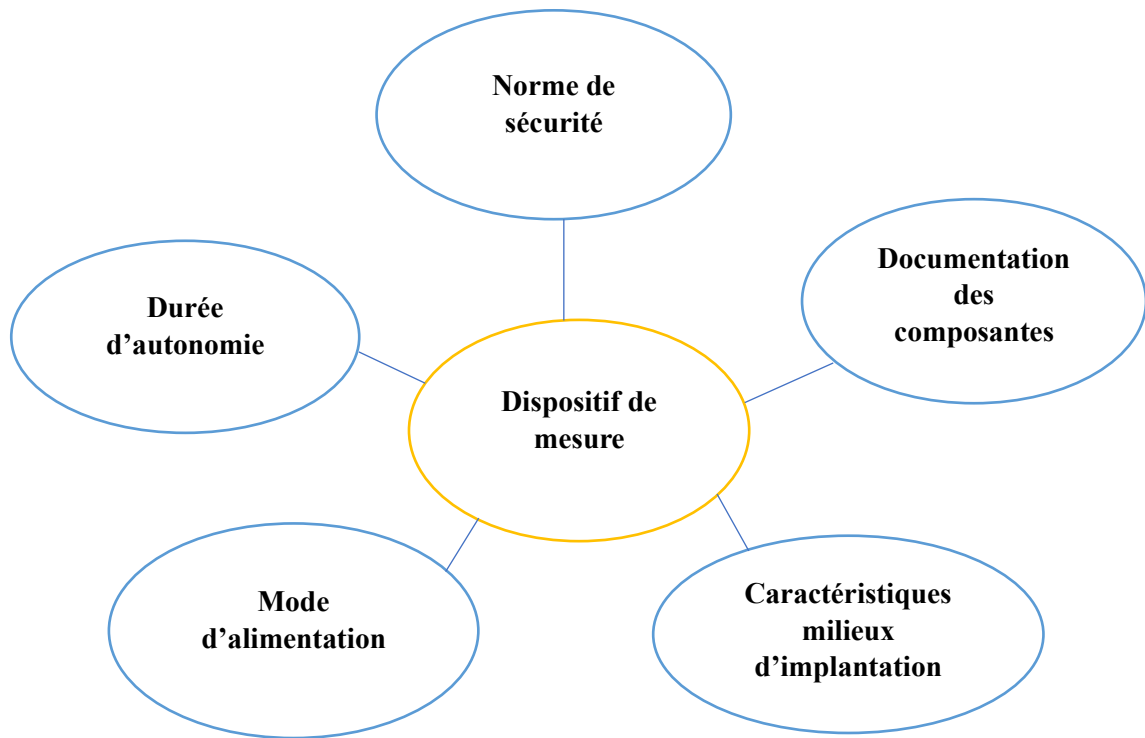 Norme de
sécurité
Documentation
des
composantes
Durée
d’autonomie
Dispositif de
mesure
Mode
d’alimentation
Caractéristiques
milieux
d’implantation